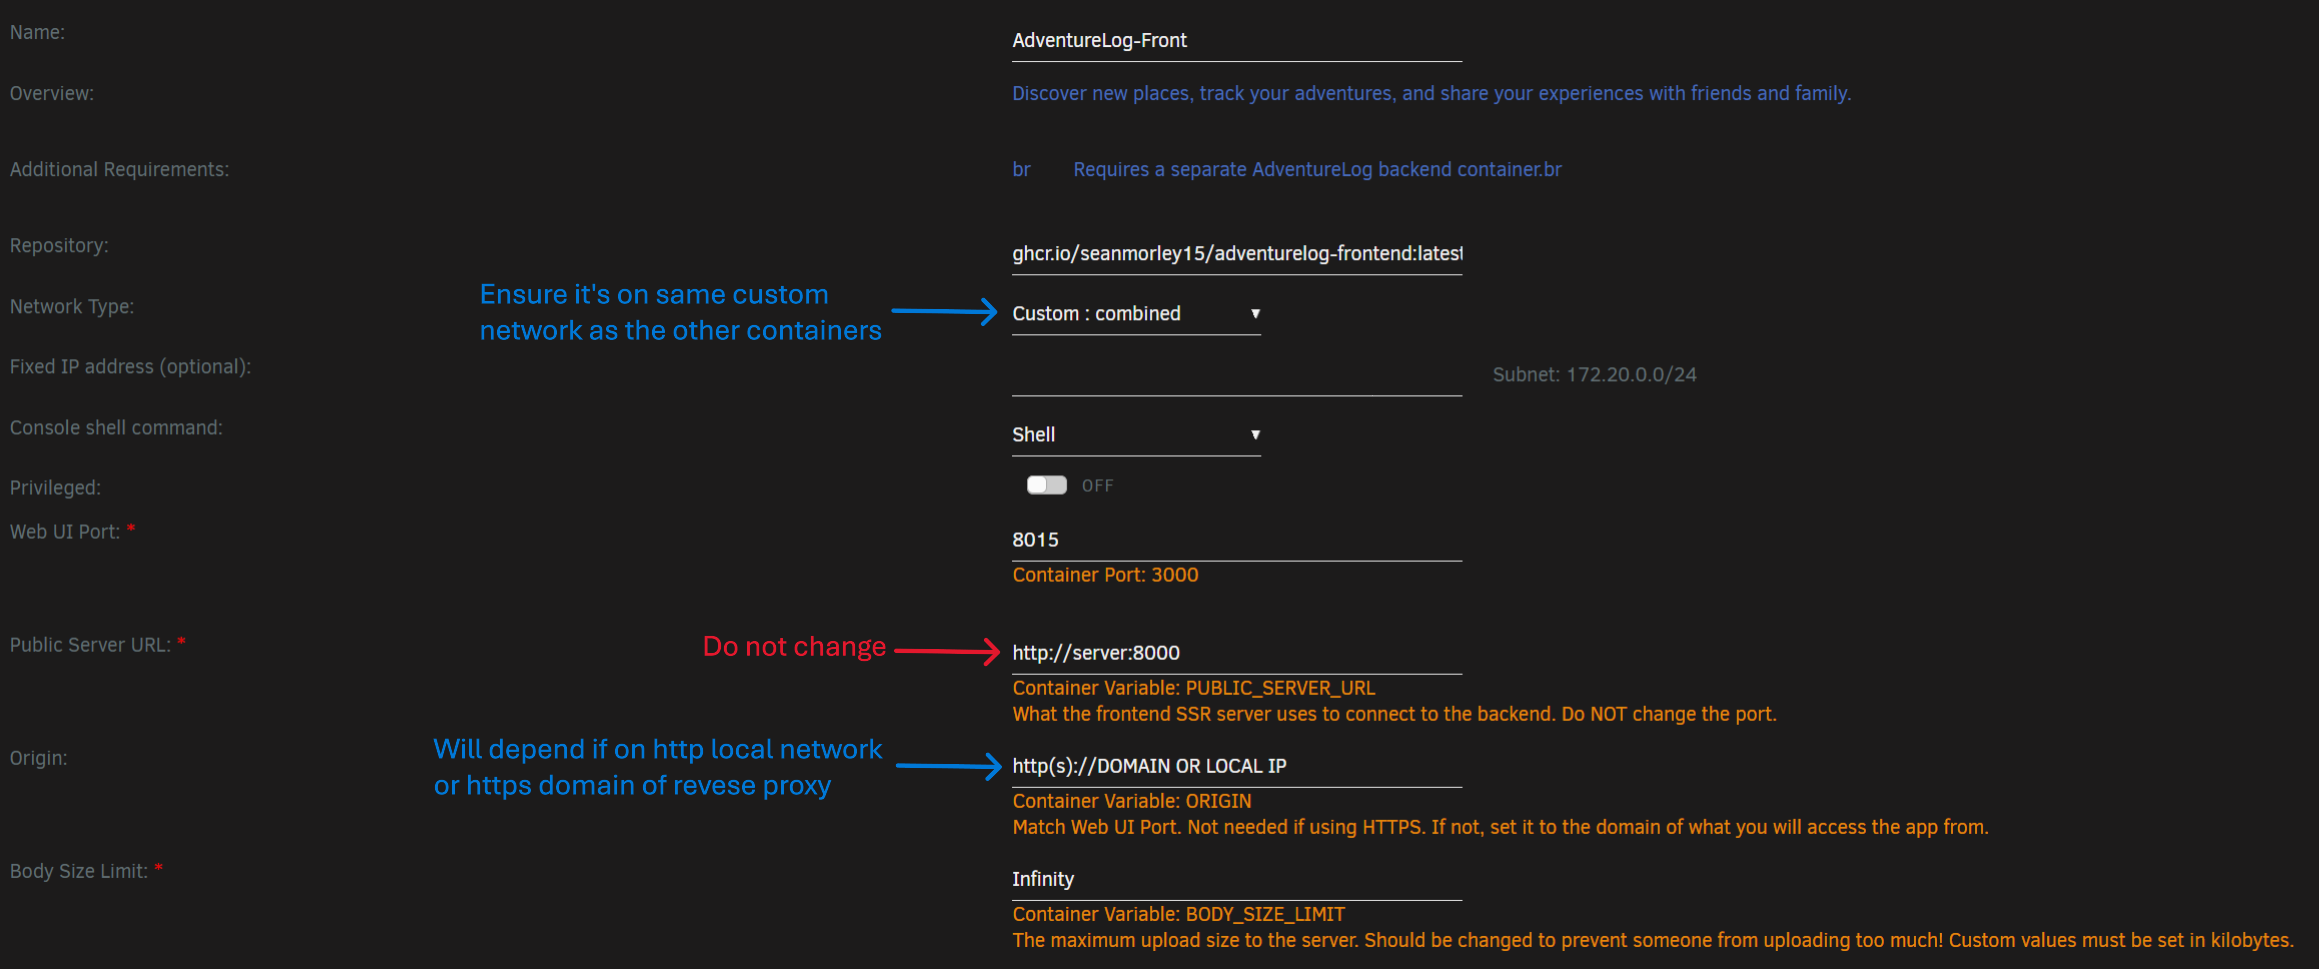 Name:
AdventureLog-Front
Overview:
Discover new places, track your adventures, and share your experiences with friends and family.
Additional Requirements:
br Requires a separate AdventureLog backend container.br
Repository:
ghcr.io/seanmorley15/adventurelog-frontend:latest
Ensure it's on same custom
network as the other containers
Network Type:
Custom : combined
Fixed IP address (optional):
Subnet: 172.20.0.0/24
Console shell command:
Shell
Privileged:
OFF
Web UI Port: *
8015
Container Port: 3000
Public Server URL: *
Do not change
http://server:8000
Container Variable: PUBLIC_SERVER_URL
What the frontend SSR server uses to connect to the backend. Do NOT change the port.
Will depend if on http local network
or https domain of revese proxy
Origin:
http(s)://DOMAIN OR LOCAL IP
Container Variable: ORIGIN
Match Web UI Port. Not needed if using HTTPS. If not, set it to the domain of what you will access the app from.
Body Size Limit: *
Infinity
Container Variable: BODY_SIZE_LIMIT
The maximum upload size to the server. Should be changed to prevent someone from uploading too much! Custom values must be set in kilobytes.